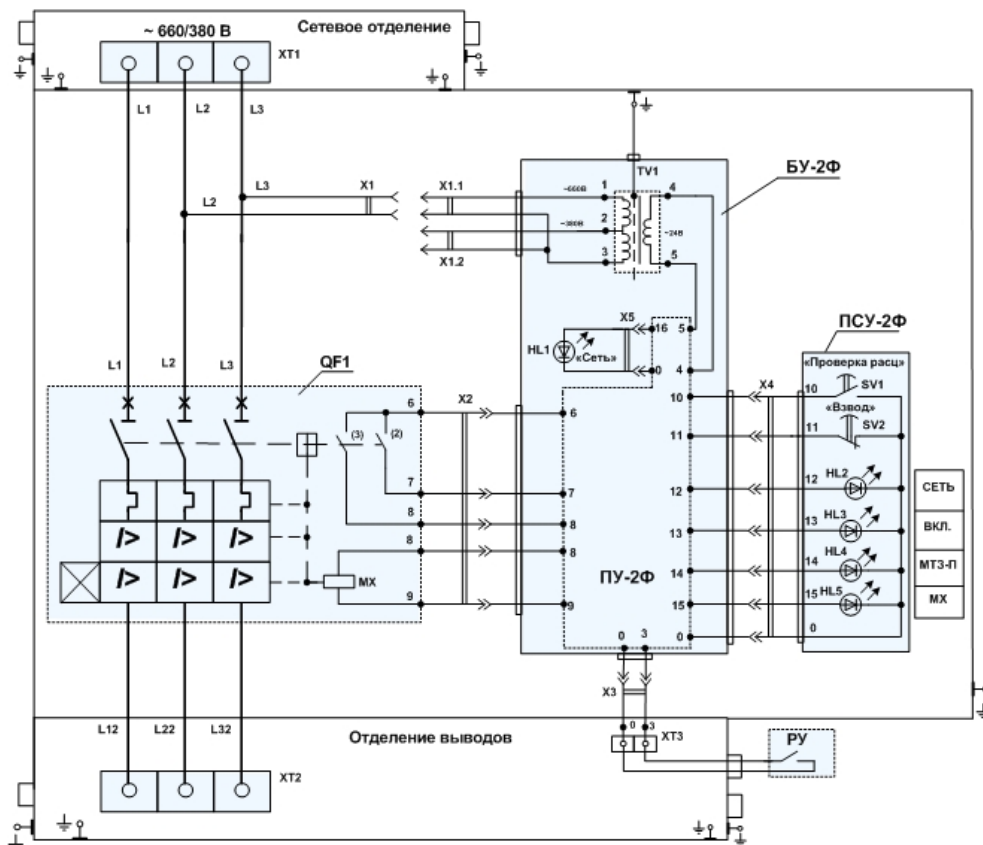 ~ 660/380 В
Сетевое отделение
XT1
L1
L2
L3
БУ-2Ф
TV1
L3
X1
X1.1
~660В
1
4
L2
2
~380В
~24В
3
5
X1.2
ПСУ-2Ф
X5
16
5
HL1
«Сеть»
0
4
«Проверка расц»
L1
L2
L3
QF1
10
X4
10
SV1
6
X2
6
«Взвод»
(3)
(2)
11
11
SV2
7
7
12
12
HL2
СЕТЬ
8
8
13
13
HL3
ВКЛ.
I>
I>
I>
8
8
ПУ-2Ф
14
14
HL4
МТЗ-П
I>
I>
I>
MX
9
9
15
15
HL5
МХ
0
3
0
0
X3
L12
L22
L32
Отделение выводов
0
3
XT3
РУ
XT2